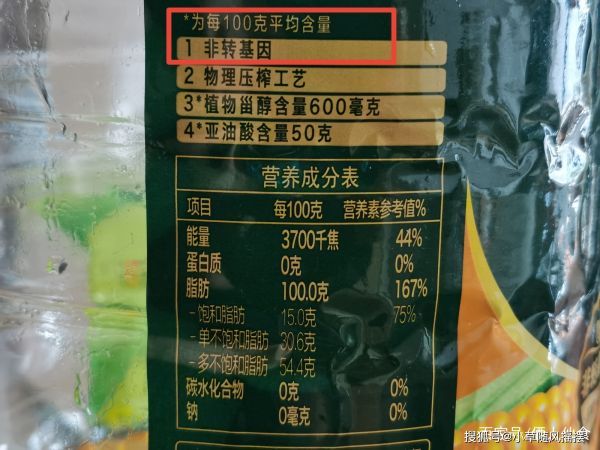 *为每100克平均含量
1 非转基因
2 物理压榨工艺
3*植物甾醇含量600毫克
4*亚油酸含量50克
营养成分表
项目 每100克 营养素参考值%
能量 3700千焦 44%
蛋白质 0克 0%
脂肪 100.0克 167%
-饱和脂肪 15.0克 75%
-单不饱和脂肪 30.6克
-多不饱和脂肪 54.4克
碳水化合物 0克 0%
钠 0毫克 0%
搜狐号@小草随风摇摆